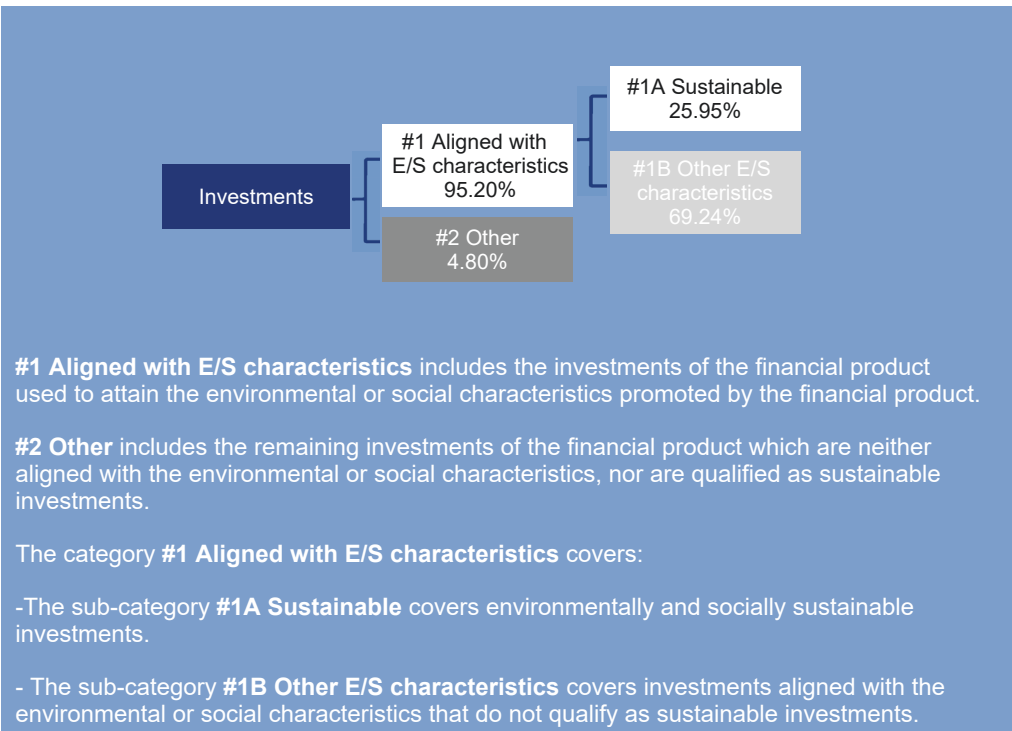 #1A Sustainable
25.95%
#1 Aligned with
E/S characteristics
95.20%
#1B Other E/S
characteristics
69.24%
Investments
#2 Other
4.80%
#1 Aligned with E/S characteristics includes the investments of the financial product
used to attain the environmental or social characteristics promoted by the financial product.
#2 Other includes the remaining investments of the financial product which are neither
aligned with the environmental or social characteristics, nor are qualified as sustainable
investments.
The category #1 Aligned with E/S characteristics covers:
-The sub-category #1A Sustainable covers environmentally and socially sustainable
investments.
- The sub-category #1B Other E/S characteristics covers investments aligned with the
environmental or social characteristics that do not qualify as sustainable investments.